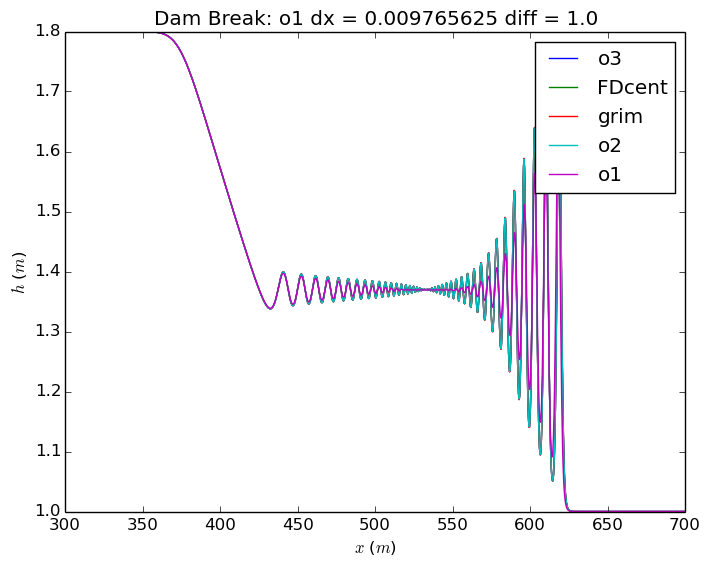 Dam Break: o1 dx = 0.009765625 diff = 1.0
o3
FDcent
grim
o2
o1
1.8
1.7
1.6
1.5
1.4
1.3
1.2
1.1
1.0
h (m)
300 350 400 450 500 550 600 650 700
x (m)